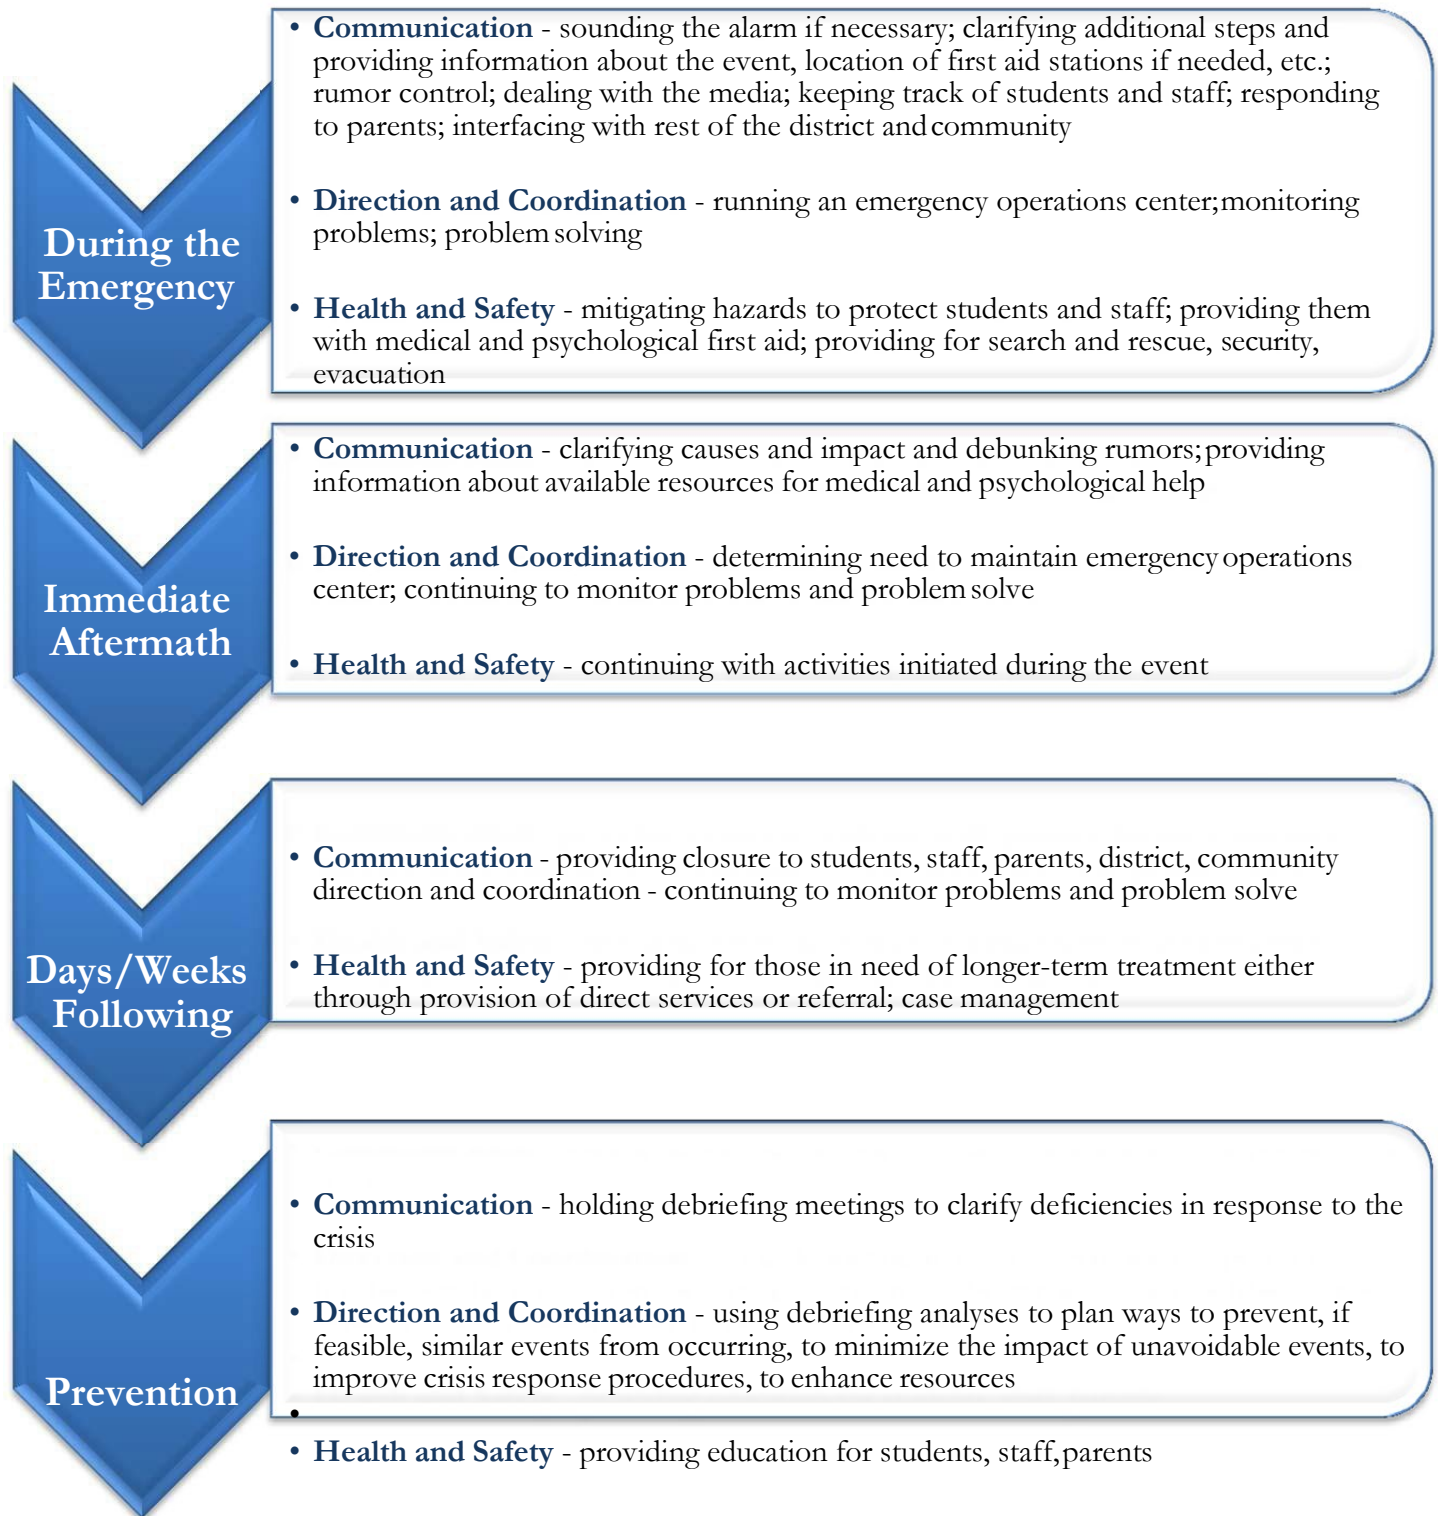 • Communication - sounding the alarm if necessary; clarifying additional steps and
providing information about the event, location of first aid stations if needed, etc.;
rumor control; dealing with the media; keeping track of students and staff; responding
to parents; interfacing with rest of the district and community
• Direction and Coordination - running an emergency operations center; monitoring
problems; problem solving
During the
Emergency
• Health and Safety - mitigating hazards to protect students and staff; providing them
with medical and psychological first aid; providing for search and rescue, security,
evacuation
• Communication - clarifying causes and impact and debunking rumors; providing
information about available resources for medical and psychological help
• Direction and Coordination - determining need to maintain emergency operations
center; continuing to monitor problems and problem solve
Immediate
Aftermath
• Health and Safety - continuing with activities initiated during the event
• Communication - providing closure to students, staff, parents, district, community
direction and coordination - continuing to monitor problems and problem solve
Days/Weeks
Following
• Health and Safety - providing for those in need of longer-term treatment either
through provision of direct services or referral; case management
• Communication - holding debriefing meetings to clarify deficiencies in response to the
crisis
• Direction and Coordination - using debriefing analyses to plan ways to prevent, if
feasible, similar events from occurring, to minimize the impact of unavoidable events, to
improve crisis response procedures, to enhance resources
Prevention
•
• Health and Safety - providing education for students, staff, parents